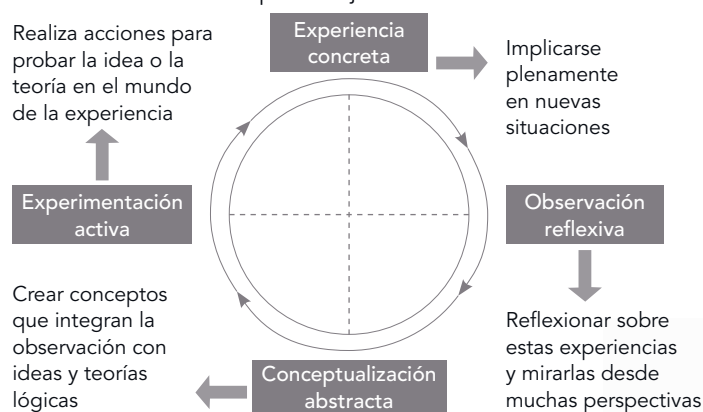 Realiza acciones para
probar la idea o la
teoría en el mundo
de la experiencia
Experiencia
concreta
Implicarse
plenamente
en nuevas
situaciones
Experimentación
activa
Observación
reflexiva
Crear conceptos
que integran la
observación con
ideas y teorías
lógicas
Conceptualización
abstracta
Reflexionar sobre
estas experiencias
y mirarlas desde
muchas perspectivas